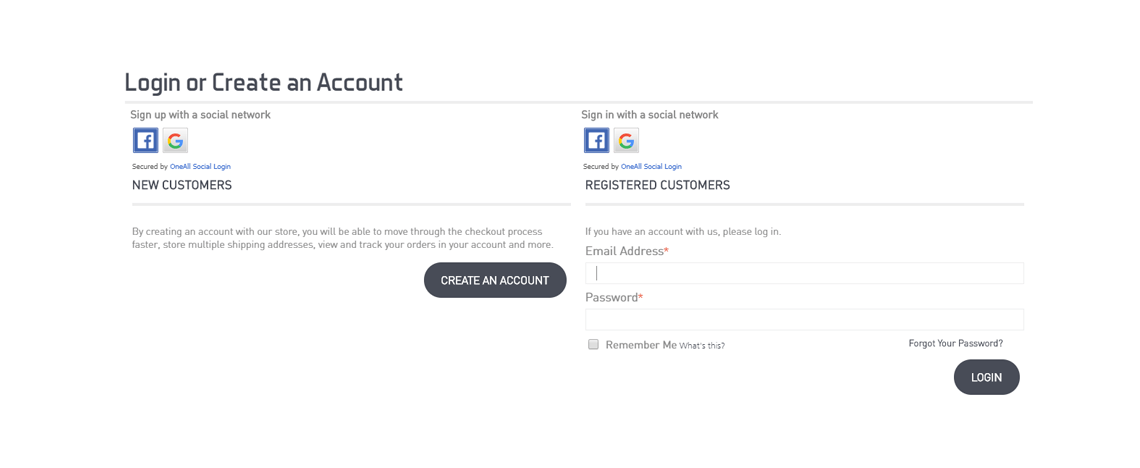 Login or Create an Account
Sign up with a social network
Secured by OneAll Social Login
NEW CUSTOMERS
By creating an account with our store, you will be able to move through the checkout process
faster, store multiple shipping addresses, view and track your orders in your account and more.
CREATE AN ACCOUNT
Sign in with a social network
Secured by OneAll Social Login
REGISTERED CUSTOMERS
If you have an account with us, please log in.
Email Address*
Password*
Remember Me What's this?
Forgot Your Password?
LOGIN